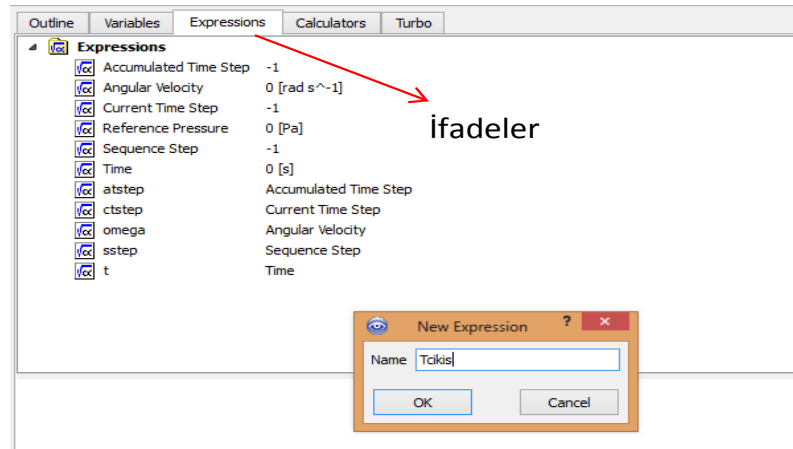 Outline Variables Expressions Calculators Turbo
Expressions
Accumulated Time Step -1
Angular Velocity 0 [rad s^-1]
Current Time Step -1
Reference Pressure 0 [Pa]
Sequence Step -1
Time 0 [s]
atstep Accumulated Time Step
ctstep Current Time Step
omega Angular Velocity
sstep Sequence Step
t Time
İfadeler
New Expression ? ×
Name Tcikis
OK Cancel